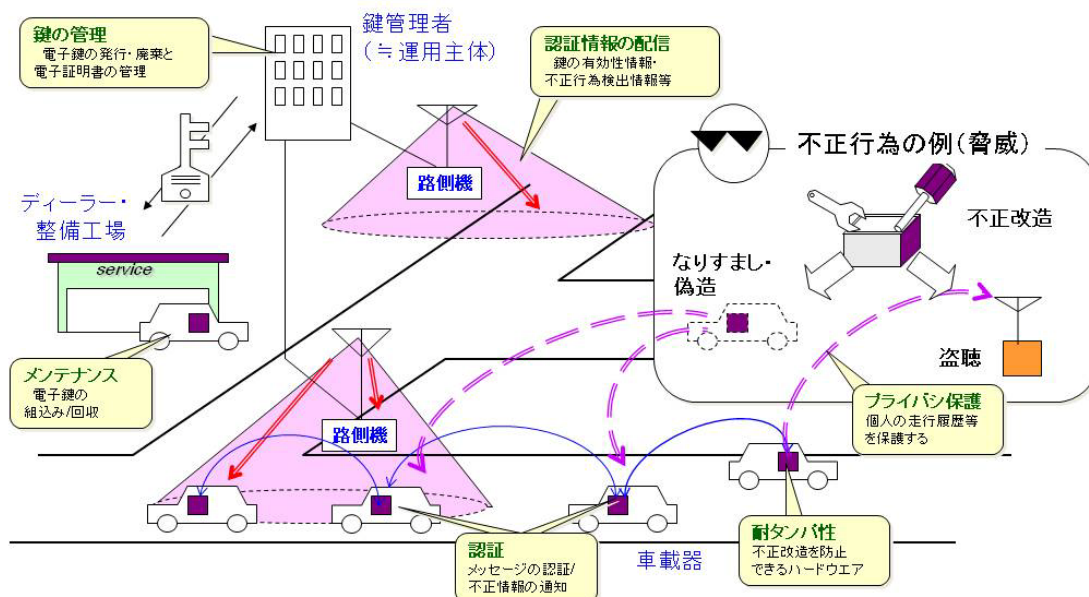 鍵の管理
電子鍵の発行・廃棄と
電子証明書の管理
鍵管理者
(≒運用主体)
認証情報の配信
鍵の有効性情報・
不正行為検出情報等
路側機
不正行為の例(脅威)
不正改造
なりすまし・
偽造
盗聴
ディーラー・
整備工場
service
メンテナンス
電子鍵の
組込み/回収
プライバシ保護
個人の走行履歴等
を保護する
路側機
認証
メッセージの認証/
不正情報の通知
車載器
耐タンパ性
不正改造を防止
できるハードウエア